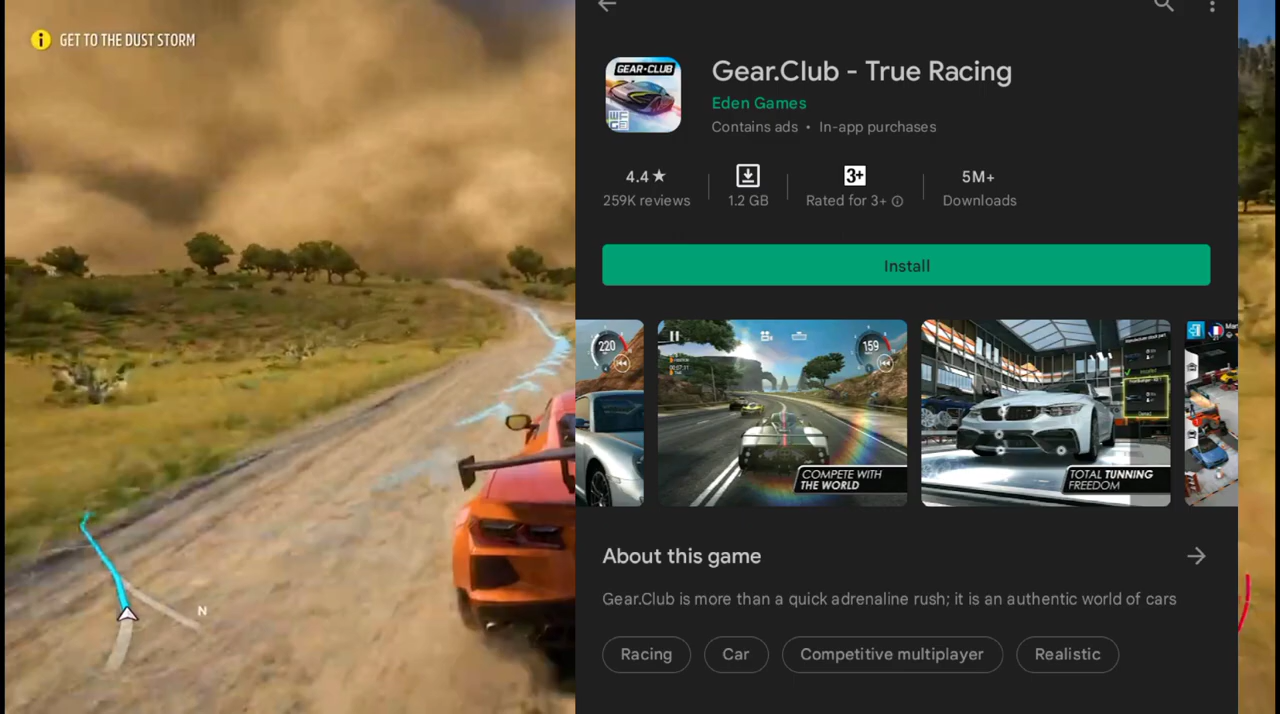 GET TO THE DUST STORM
N
GEAR·CLUB
Gear.Club - True Racing
Eden Games
Contains ads • In-app purchases
4.4★
259K reviews
1.2 GB
3+
Rated for 3+
5M+
Downloads
Install
220
159
COMPETE WITH
THE WORLD
TOTAL TUNNING
FREEDOM
About this game
Gear.Club is more than a quick adrenaline rush; it is an authentic world of cars
Racing
Car
Competitive multiplayer
Realistic